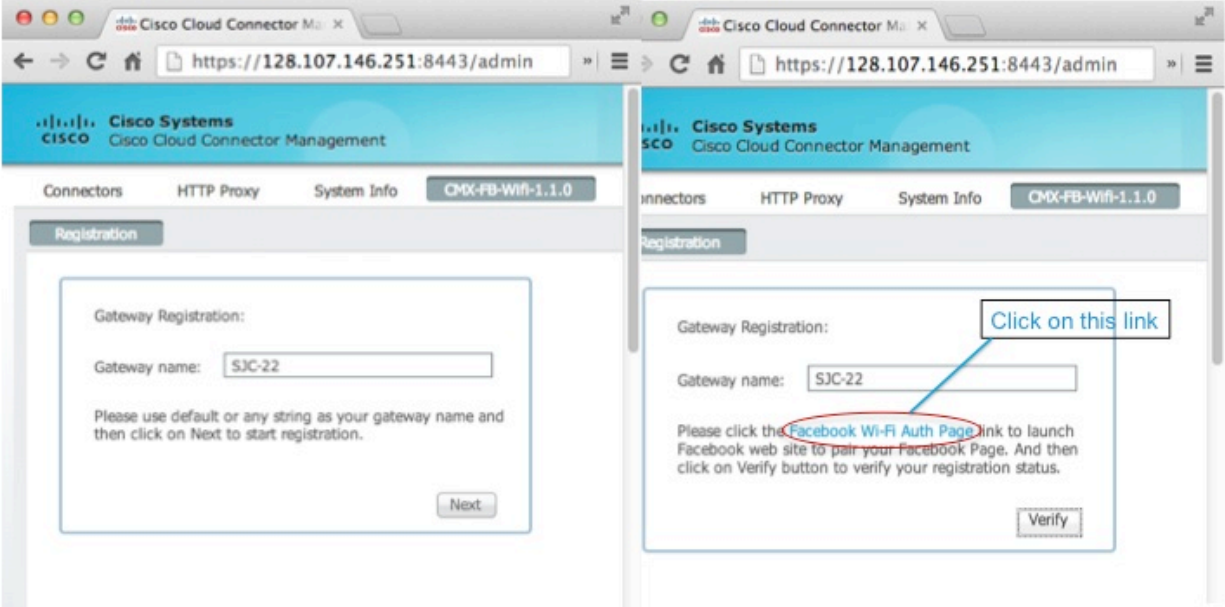 Cisco Cloud Connector Ma
https://128.107.146.251:8443/admin
Cisco Systems
CISCO Cisco Cloud Connector Management
Connectors HTTP Proxy System Info CMX-FB-Wifi-1.1.0
Registration
Gateway Registration:
Gateway name: SJC-22
Please use default or any string as your gateway name and
then click on Next to start registration.
Next
Cisco Cloud Connector Ma
https://128.107.146.251:8443/admin
Cisco Systems
SCO Cisco Cloud Connector Management
onnectors HTTP Proxy System Info CMX-FB-Wifi-1.1.0
Registration
Click on this link
Gateway Registration:
Gateway name: SJC-22
Please click the Facebook Wi-Fi Auth Page link to launch
Facebook web site to pair your Facebook Page. And then
click on Verify button to verify your registration status.
Verify